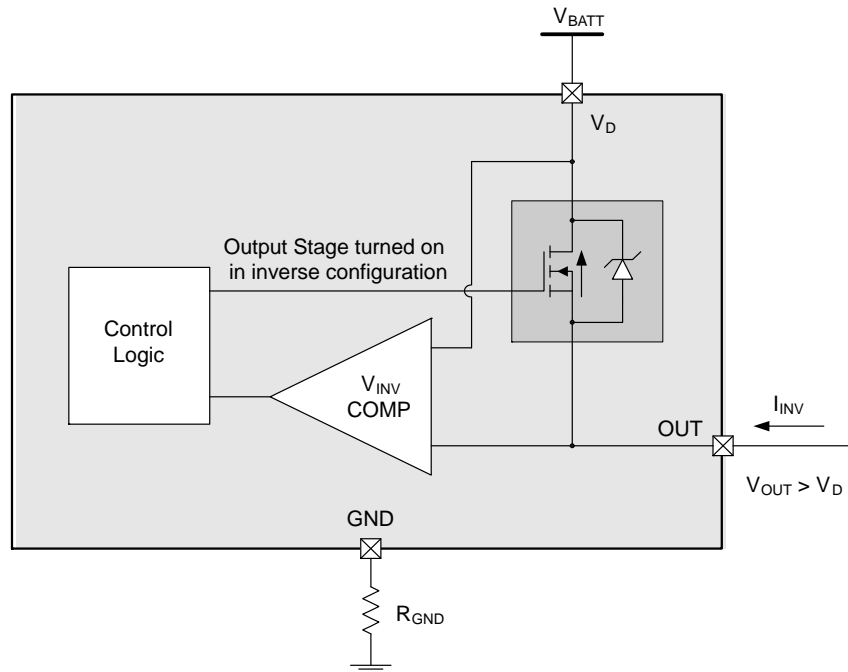 V_BATT
V_D
Output Stage turned on
in inverse configuration
Control
Logic
V_INV
COMP
I_INV
OUT
V_OUT > V_D
GND
R_GND